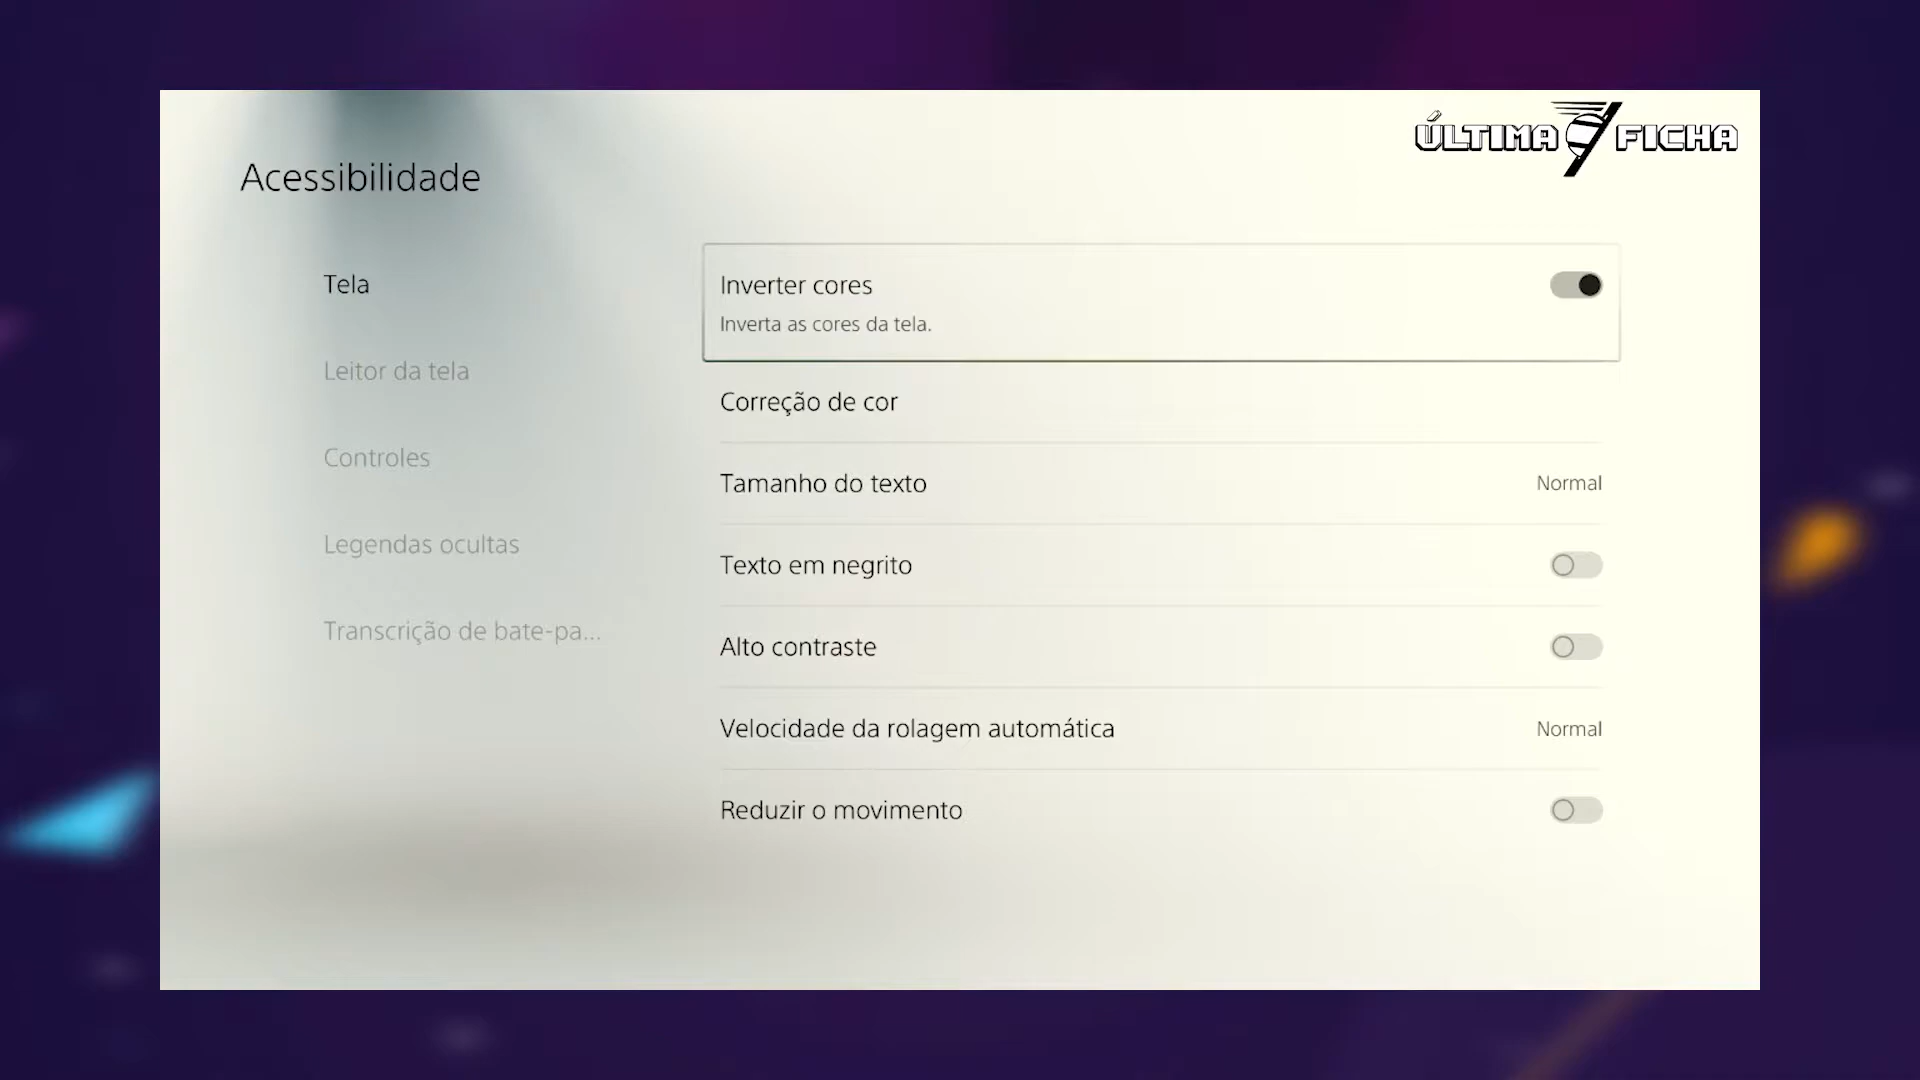 ÚLTIMA FICHA
Acessibilidade
Tela
Leitor da tela
Controles
Legendas ocultas
Transcrição de bate-pa...
Inverter cores
Inverta as cores da tela.
Correção de cor
Tamanho do texto Normal
Texto em negrito
Alto contraste
Velocidade da rolagem automática Normal
Reduzir o movimento